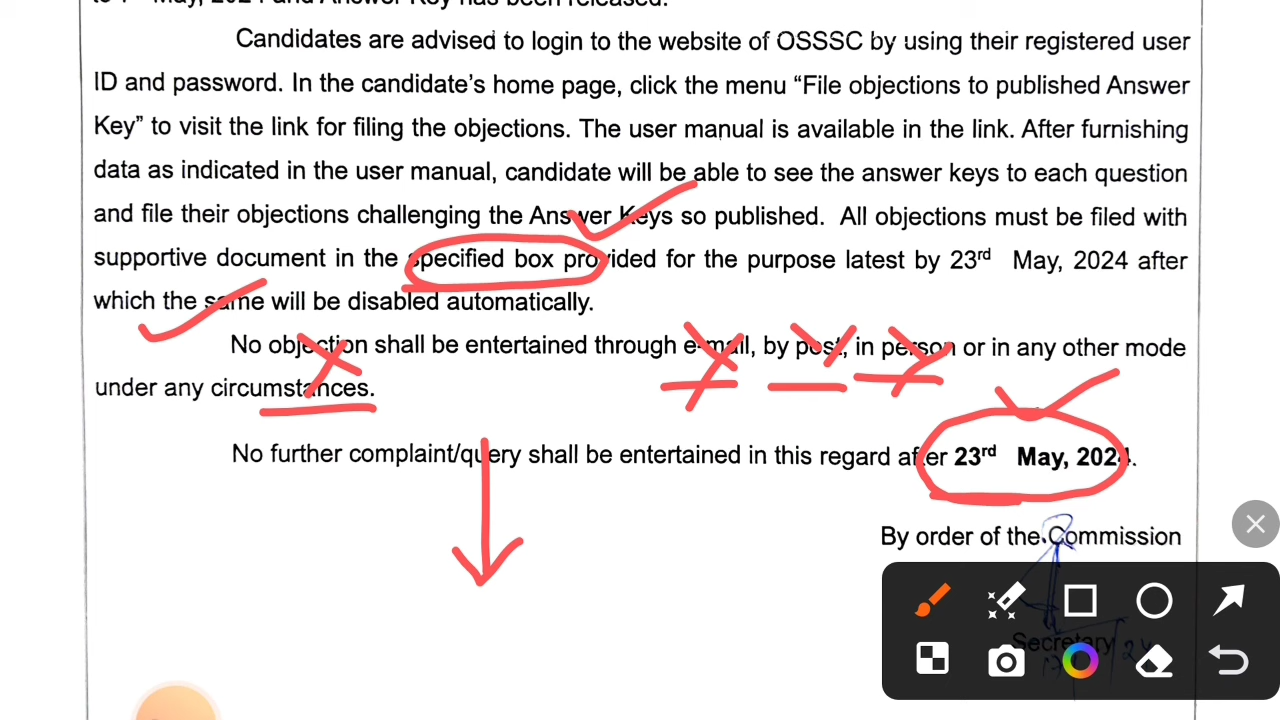 Candidates are advised to login to the website of OSSSC by using their registered user
ID and password. In the candidate's home page, click the menu “File objections to published Answer
Key” to visit the link for filing the objections. The user manual is available in the link. After furnishing
data as indicated in the user manual, candidate will be able to see the answer keys to each question
and file their objections challenging the Answer Keys so published. All objections must be filed with
supportive document in the specified box provided for the purpose latest by 23rd May, 2024 after
which the same will be disabled automatically.
No objection shall be entertained through e-mail, by post, in person or in any other mode
under any circumstances.
No further complaint/query shall be entertained in this regard after 23rd May, 2024.
By order of the Commission
Secretary